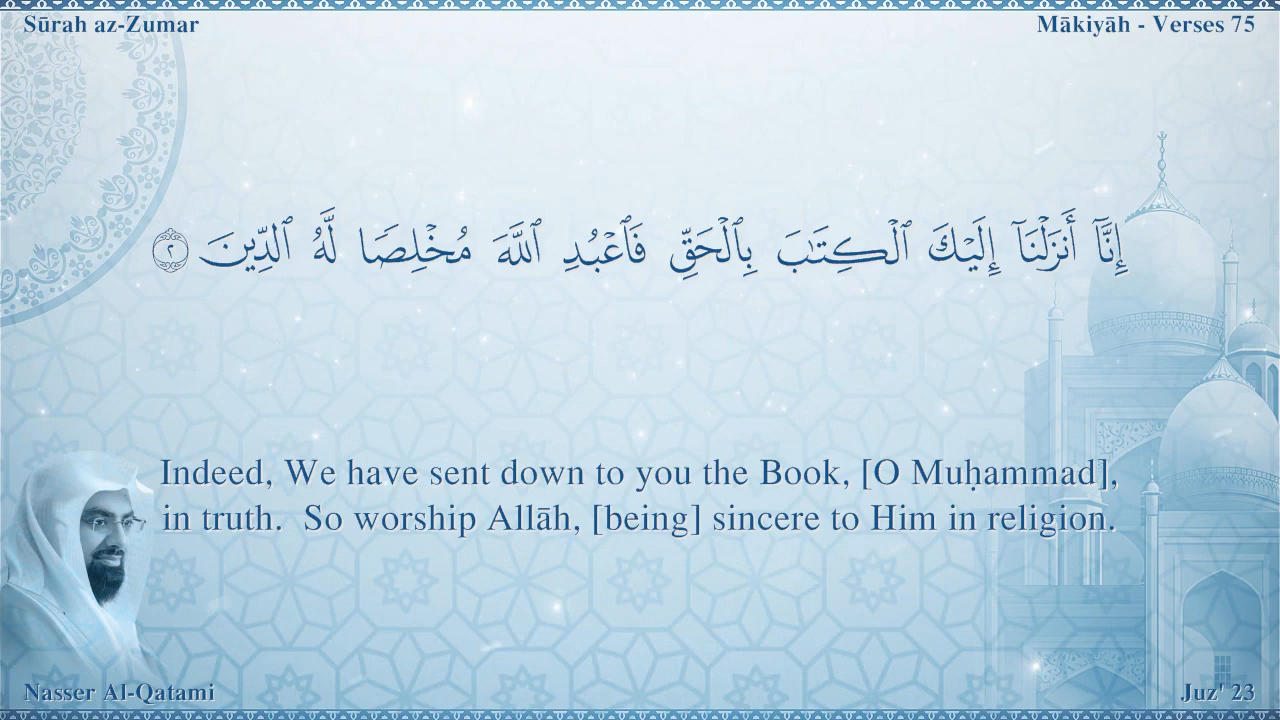 Sūrah az-Zumar
Mākiyāh - Verses 75
إِنَّآ أَنزَلْنَآ إِلَيْكَ ٱلْكِتَٰبَ بِٱلْحَقِّ فَٱعْبُدِ ٱللَّهَ مُخْلِصًا لَّهُ ٱلدِّينَ ٢
Indeed, We have sent down to you the Book, [O Muḥammad],
in truth.  So worship Allāh, [being] sincere to Him in religion.
Nasser Al-Qatami
Juz' 23